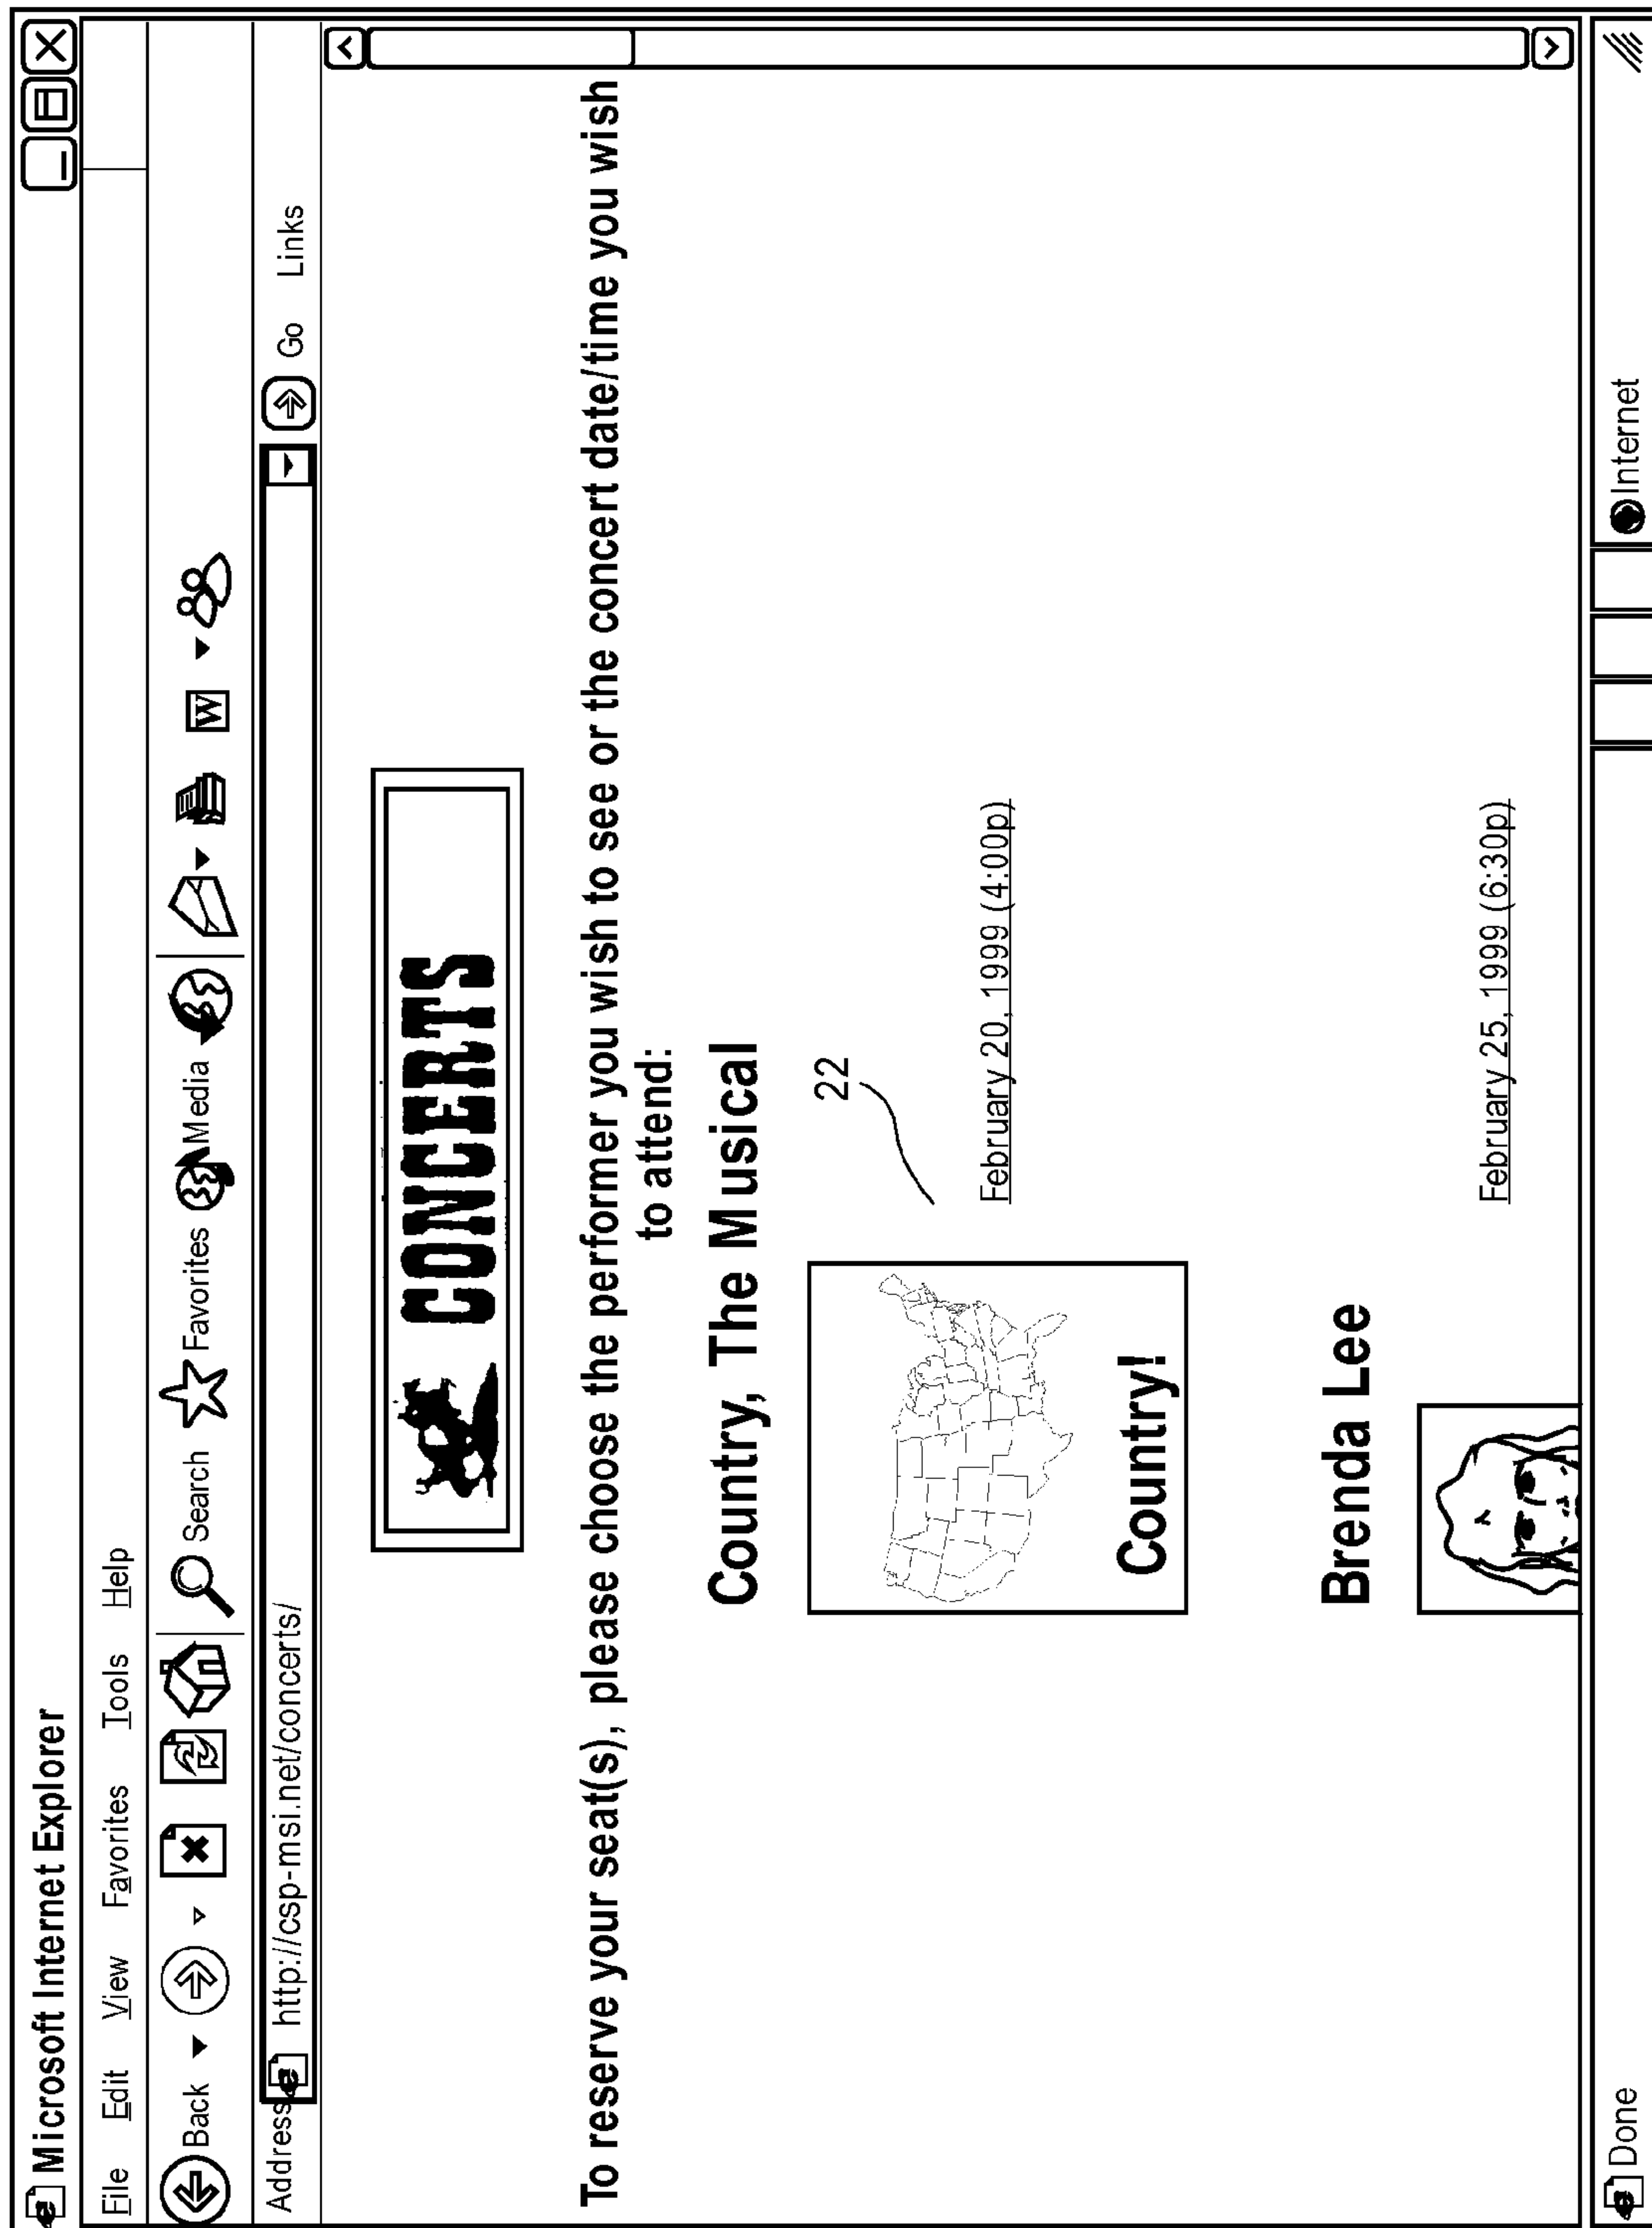 Microsoft Internet Explorer
File Edit View Favorites Tools Help
Back Search Favorites Media W
Address http://csp-msi.net/concerts/ Go Links
CONCERTS
To reserve your seat(s), please choose the performer you wish to see or the concert date/time you wish
to attend:
Country, The Musical
22
February 20, 1999 (4:00p)
Country!
Brenda Lee
February 25, 1999 (6:30p)
Done Internet